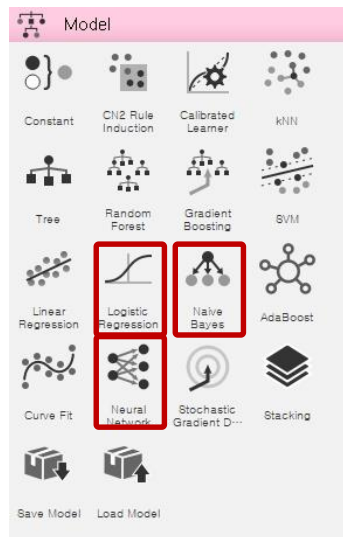 Model
Constant
CN2 Rule
Induction
Calibrated
Learner
kNN
Tree
Random
Forest
Gradient
Boosting
SVM
Linear
Regression
Logistic
Regression
Naive
Bayes
AdaBoost
Curve Fit
Neural
Network
Stochastic
Gradient D···
Stacking
Save Model
Load Model